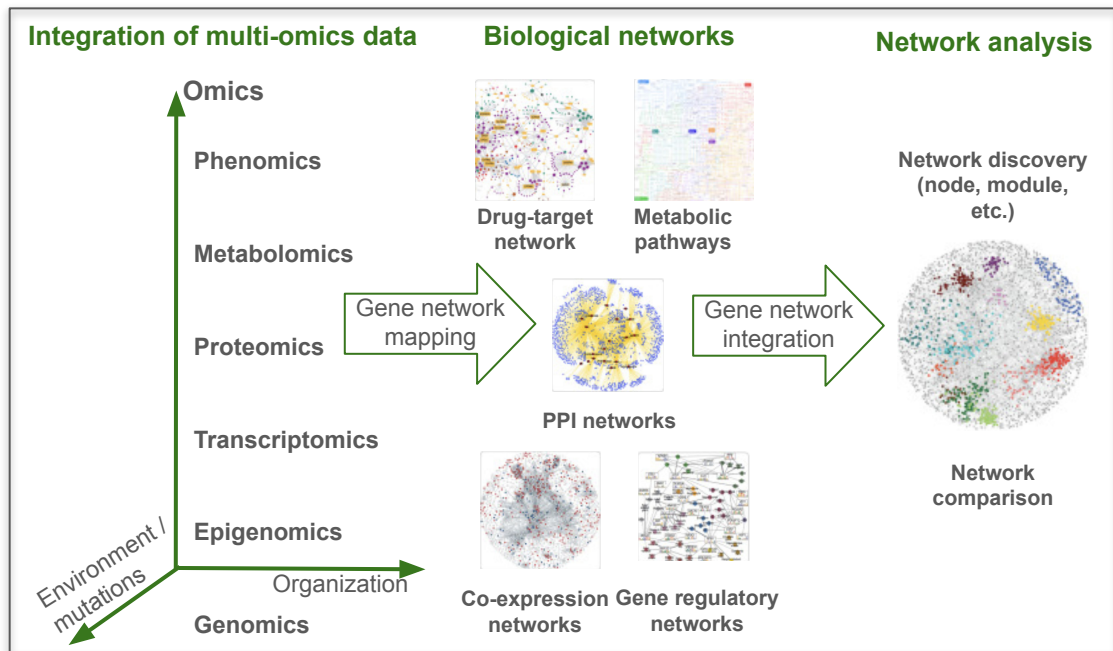 Integration of multi-omics data
Biological networks
Network analysis
Omics
Phenomics
Metabolomics
Proteomics
Transcriptomics
Epigenomics
Genomics
Environment /
mutations
Organization
Gene network
mapping
Drug-target
network
Metabolic
pathways
PPI networks
Co-expression
networks
Gene regulatory
networks
Gene network
integration
Network discovery
(node, module,
etc.)
Network
comparison